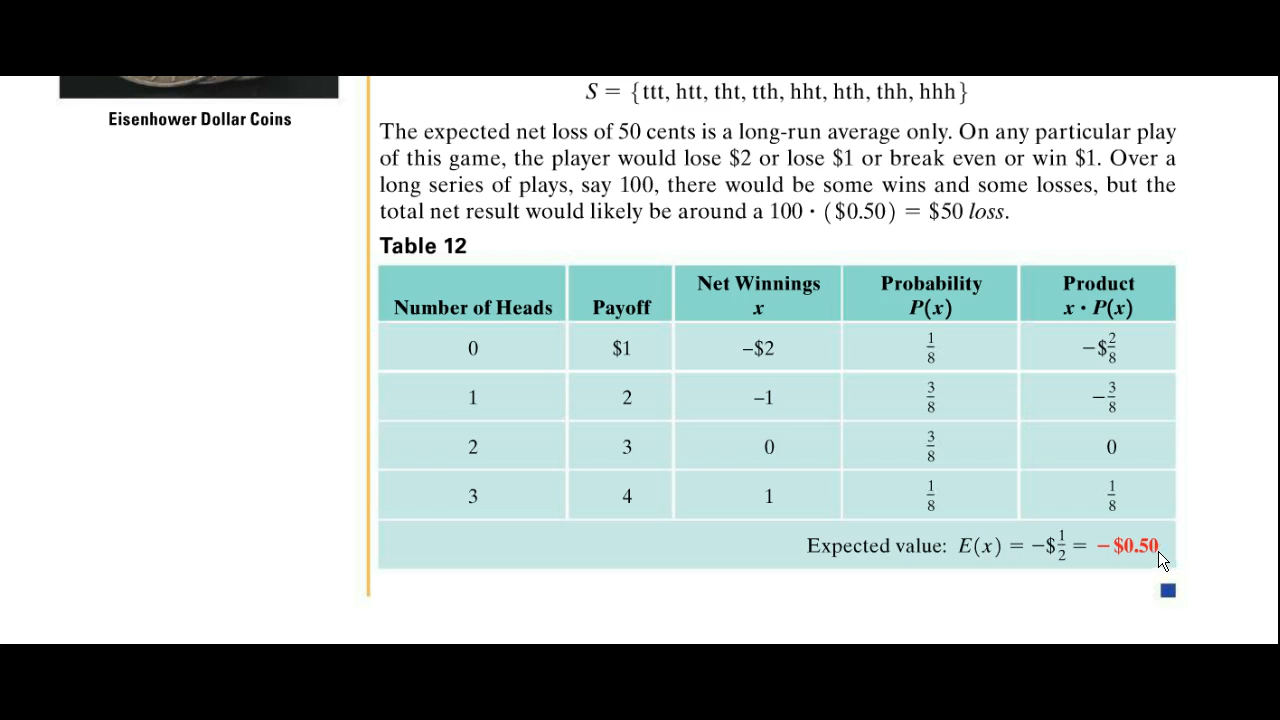 S = {ttt, htt, tht, tth, hht, hth, thh, hhh}
Eisenhower Dollar Coins
The expected net loss of 50 cents is a long-run average only. On any particular play
of this game, the player would lose $2 or lose $1 or break even or win $1. Over a
long series of plays, say 100, there would be some wins and some losses, but the
total net result would likely be around a 100 · ($0.50) = $50 loss.
Table 12
Number of Heads Payoff Net Winnings x Probability P(x) Product x · P(x)
0 $1 –$2 1/8 –$2/8
1 2 –1 3/8 –3/8
2 3 0 3/8 0
3 4 1 1/8 1/8
Expected value: E(x) = –$1/2 = –$0.50